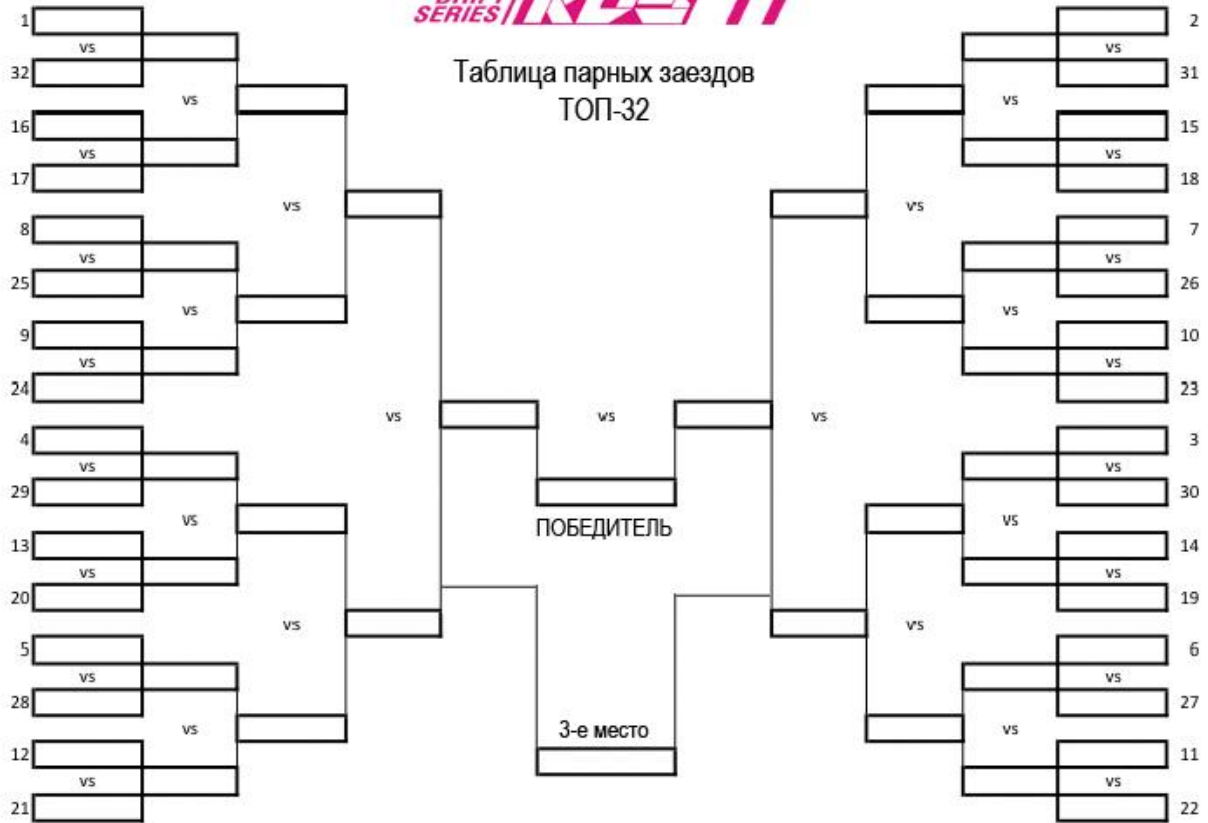 SERIES
1 2
vs vs
32 31
Таблица парных заездов
ТОП-32
vs vs
16 15
vs vs
17 18
vs vs
8 7
vs vs
25 26
vs vs
9 10
vs vs
24 23
vs vs vs
4 3
vs vs
29 30
vs vs
ПОБЕДИТЕЛЬ
13 14
vs vs
20 19
vs vs
5 6
vs vs
28 27
vs 3-е место vs
12 11
vs vs
21 22